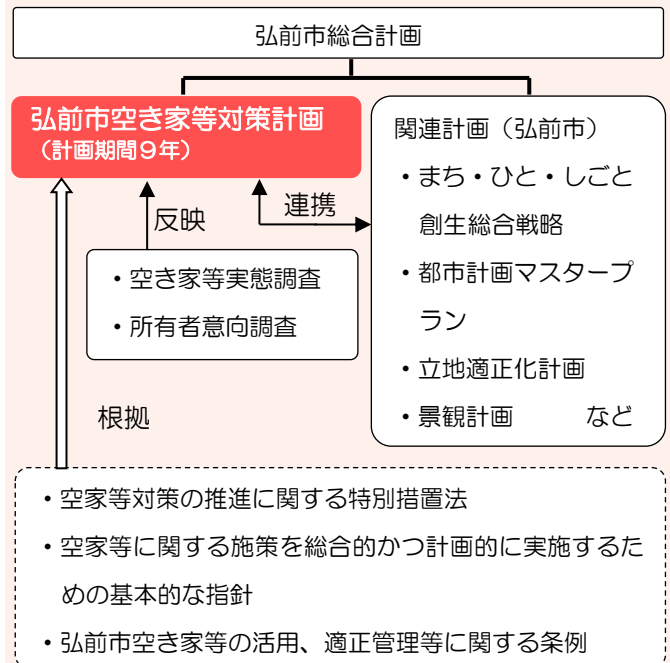 弘前市総合計画
弘前市空き家等対策計画
（計画期間９年）
関連計画（弘前市）
・まち・ひと・しごと
創生総合戦略
・都市計画マスタープ
ラン
・立地適正化計画
・景観計画　　など
反映
連携
・空き家等実態調査
・所有者意向調査
根拠
・空家等対策の推進に関する特別措置法
・空家等に関する施策を総合的かつ計画的に実施するた
めの基本的な指針
・弘前市空き家等の活用、適正管理等に関する条例